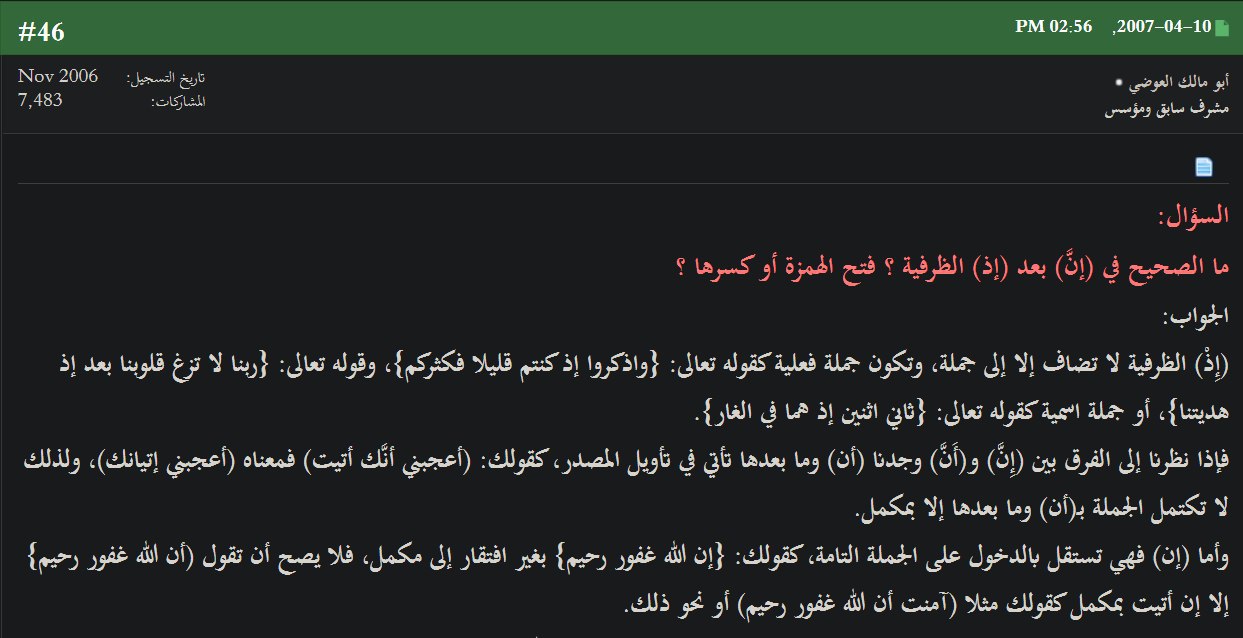 #46
10-04-2007, 02:56 PM
أبو مالك العوضي
مشرف سابق ومؤسس
تاريخ التسجيل: Nov 2006
المشاركات: 7,483
السؤال:
ما الصحيح في (إنَّ) بعد (إذ) الظرفية ؟ فتح الهمزة أو كسرها ؟
الجواب:
(إِذْ) الظرفية لا تضاف إلا إلى جملة، وتكون جملة فعلية كقوله تعالى: {واذكروا إذ كنتم قليلا فكثركم}، وقوله تعالى: {ربنا لا تزغ قلوبنا بعد إذ
هديتنا}، أو جملة اسمية كقوله تعالى: {ثاني اثنين إذ هما في الغار}.
فإذا نظرنا إلى الفرق بين (إِنَّ) و(أَنَّ) وجدنا (أن) وما بعدها تأتي في تأويل المصدر، كقولك: (أعجبني أنَّك أتيت) فمعناه (أعجبني إتيانك)، ولذلك
لا تكتمل الجملة بـ(أن) وما بعدها إلا بمكمل.
وأما (إن) فهي تستقل بالدخول على الجملة التامة، كقولك: {إن الله غفور رحيم} بغير افتقار إلى مكمل، فلا يصح أن تقول (أن الله غفور رحيم}
إلا إن أتيت بمكمل كقولك مثلا (آمنت أن الله غفور رحيم) أو نحو ذلك.